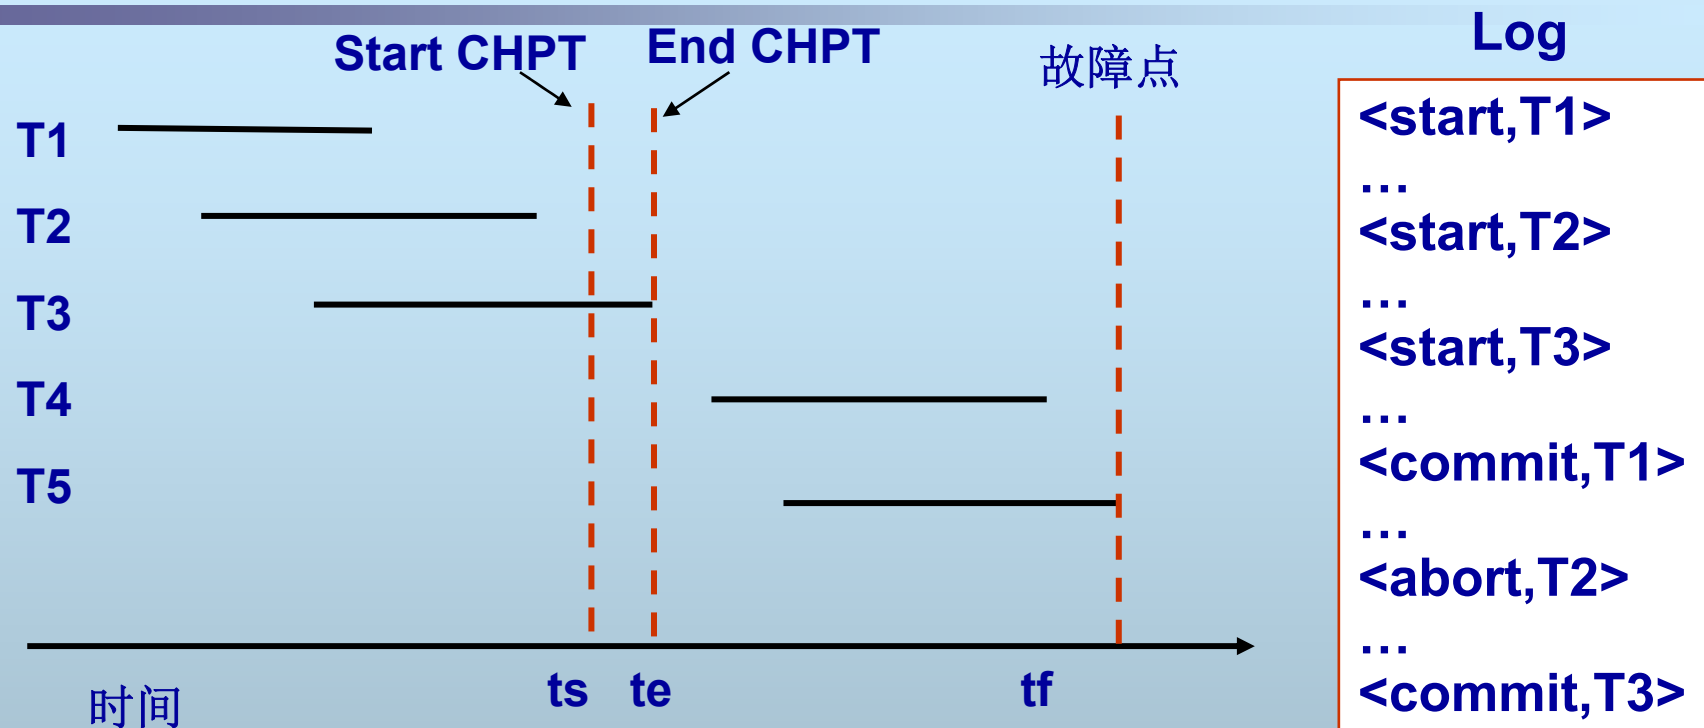 Start CHPT
End CHPT
故障点
T1
T2
T3
T4
T5
ts
te
tf
时间
Log
<start,T1>
…
<start,T2>
…
<start,T3>
…
<commit,T1>
…
<abort,T2>
…
<commit,T3>